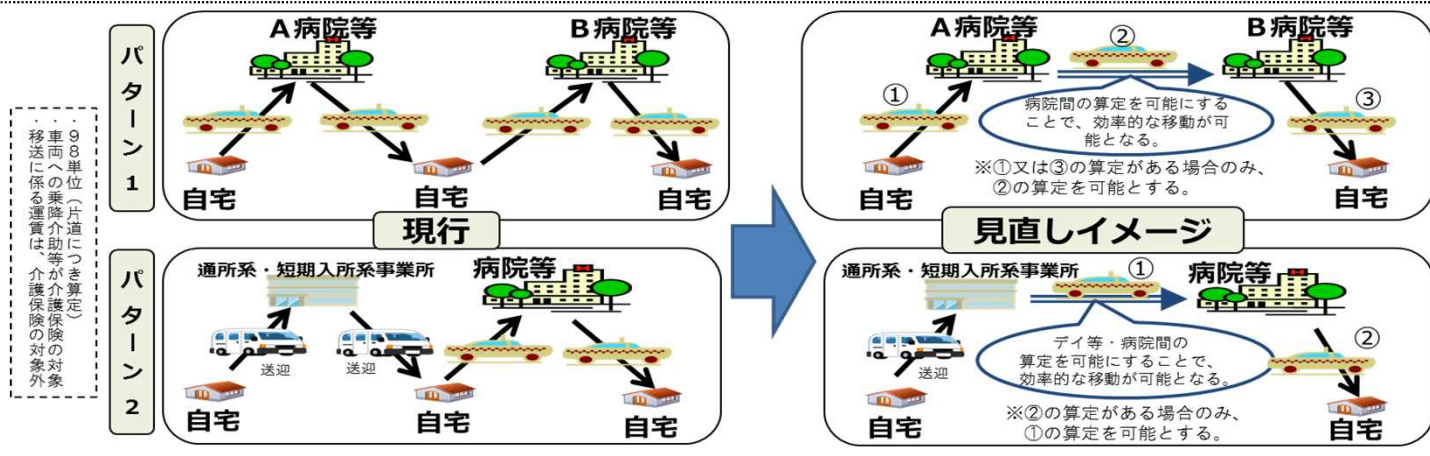 ・98単位（片道につき算定）
・車両への乗降介助等が介護保険の対象
移送に係る運賃は、介護保険の対象外
パターン1
A病院等
B病院等
自宅
自宅
自宅
現行
パターン2
通所系・短期入所系事業所
病院等
送迎
送迎
自宅
自宅
自宅
A病院等
②
B病院等
①
③
病院間の算定を可能にする
ことで、効率的な移動が可
能となる。
※①又は③の算定がある場合のみ、
②の算定を可能とする。
自宅
自宅
見直しイメージ
通所系・短期入所系事業所
①
病院等
送迎
デイ等・病院間の
算定を可能にすることで、
効率的な移動が可能となる。
②
※②の算定がある場合のみ、
①の算定を可能とする。
自宅
自宅